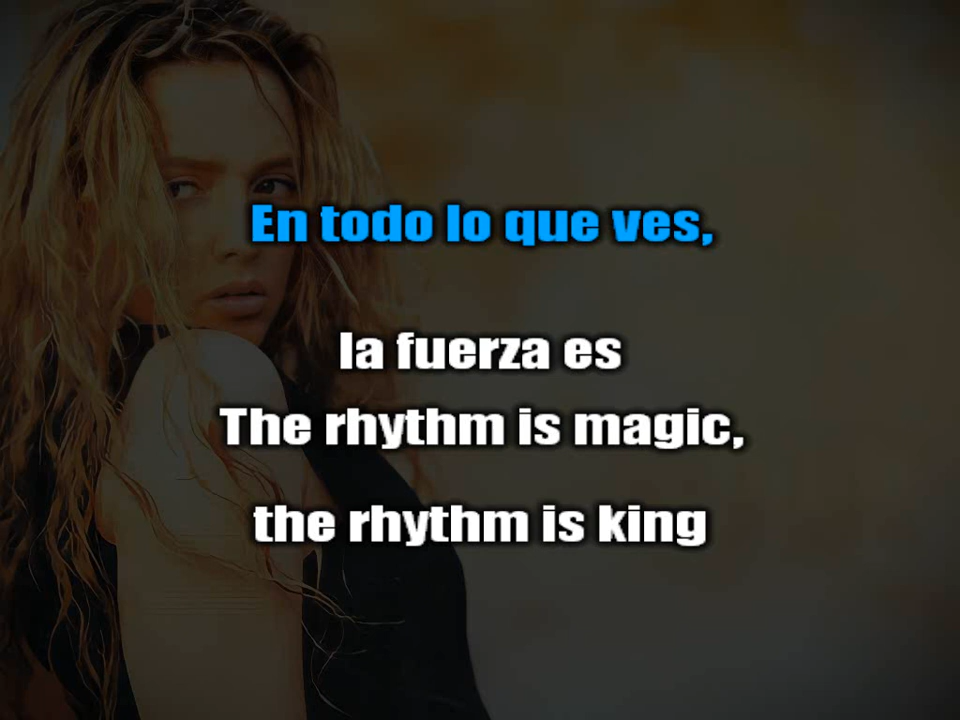 En todo lo que ves,
la fuerza es
The rhythm is magic,
the rhythm is king